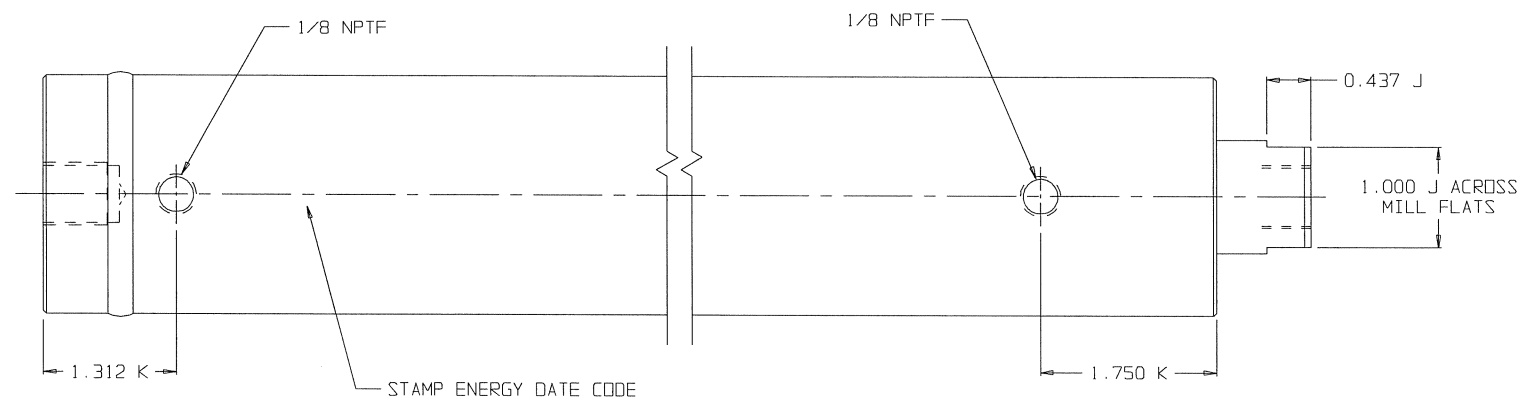 1/8 NPTF
1/8 NPTF
0.437 J
1.000 J ACROSS
MILL FLATS
1.312 K
1.750 K
STAMP ENERGY DATE CODE